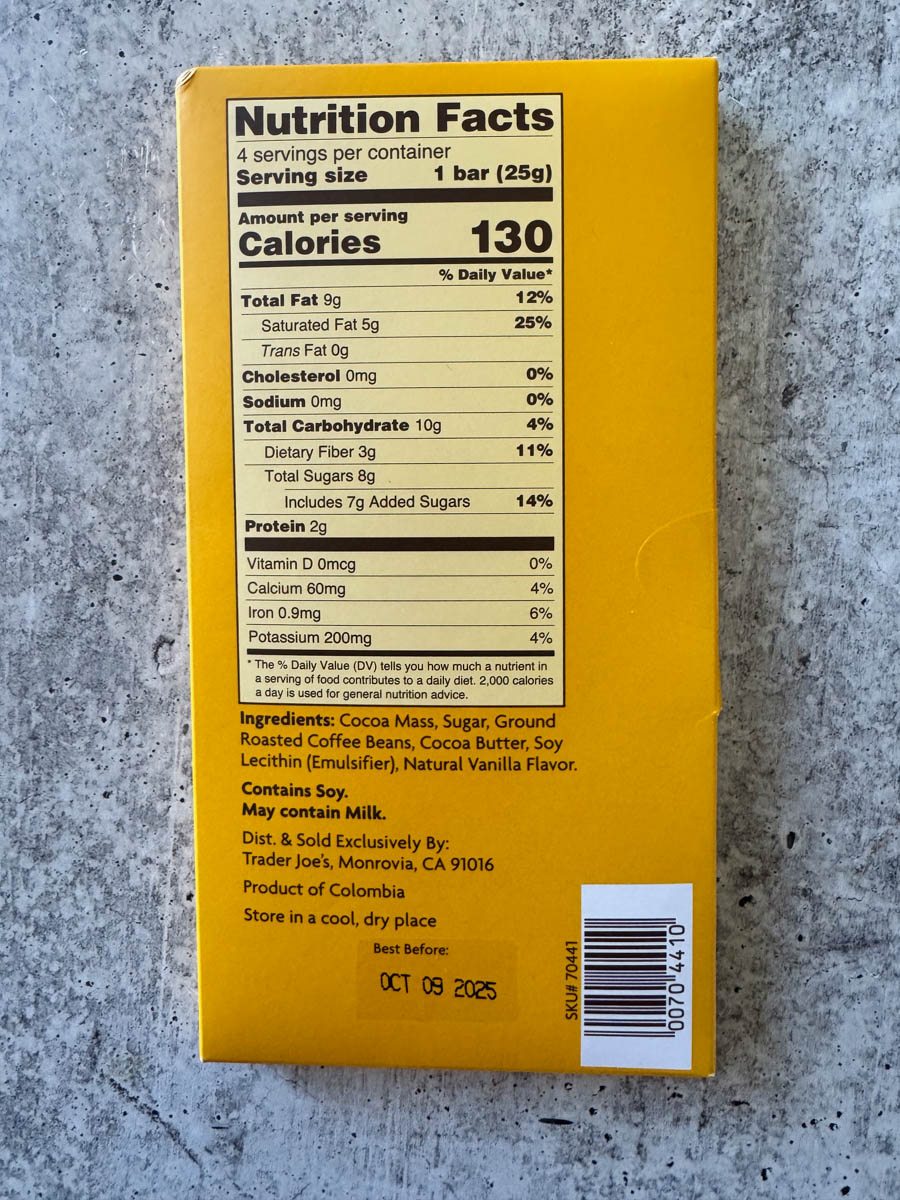 Nutrition Facts
4 servings per container
Serving size 1 bar (25g)
Amount per serving
Calories 130
% Daily Value*
Total Fat 9g 12%
Saturated Fat 5g 25%
Trans Fat 0g
Cholesterol 0mg 0%
Sodium 0mg 0%
Total Carbohydrate 10g 4%
Dietary Fiber 3g 11%
Total Sugars 8g
Includes 7g Added Sugars 14%
Protein 2g
Vitamin D 0mcg 0%
Calcium 60mg 4%
Iron 0.9mg 6%
Potassium 200mg 4%
* The % Daily Value (DV) tells you how much a nutrient in
a serving of food contributes to a daily diet. 2,000 calories
a day is used for general nutrition advice.
Ingredients: Cocoa Mass, Sugar, Ground
Roasted Coffee Beans, Cocoa Butter, Soy
Lecithin (Emulsifier), Natural Vanilla Flavor.
Contains Soy.
May contain Milk.
Dist. & Sold Exclusively By:
Trader Joe's, Monrovia, CA 91016
Product of Colombia
Store in a cool, dry place
Best Before:
OCT 09 2025
SKU# 70441
0070 4410